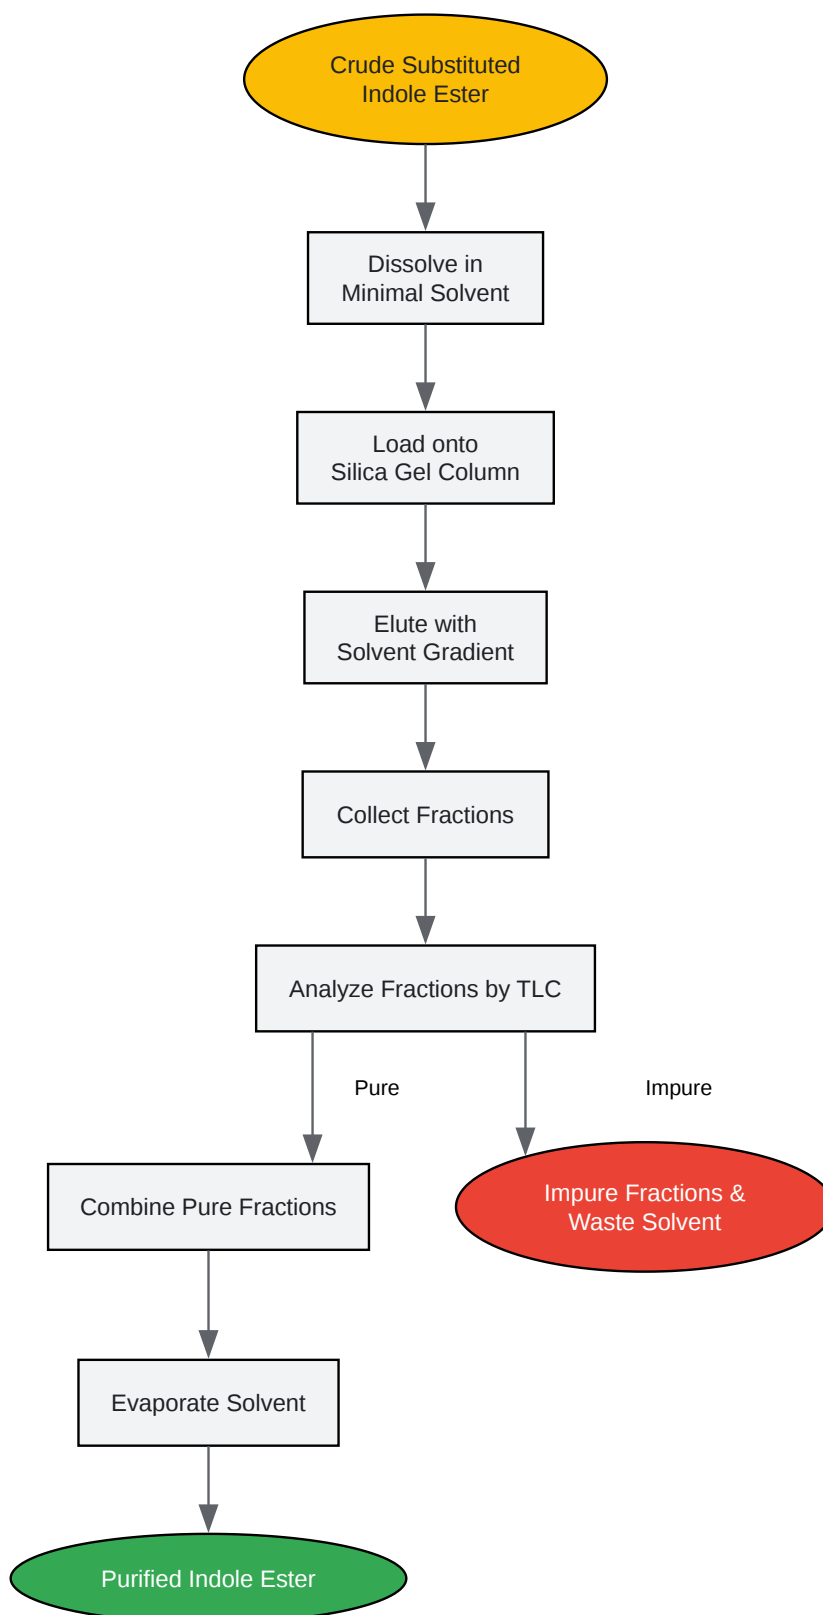 Crude Substituted
Indole Ester
Dissolve in
Minimal Solvent
Load onto
Silica Gel Column
Elute with
Solvent Gradient
Collect Fractions
Analyze Fractions by TLC
Pure
Impure
Combine Pure Fractions
Impure Fractions &
Waste Solvent
Evaporate Solvent
Purified Indole Ester